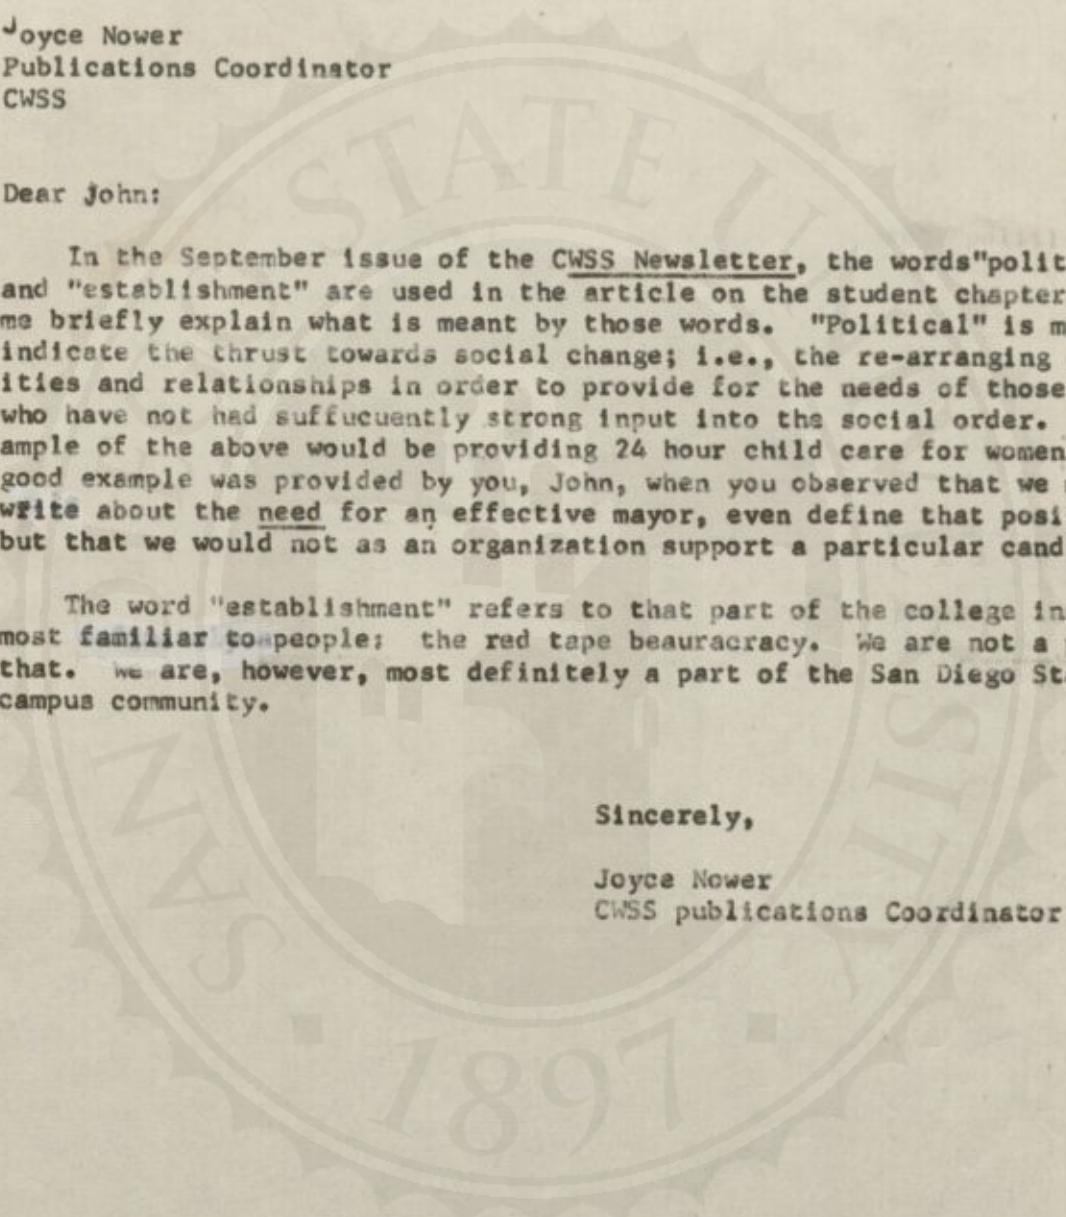 Joyce Nower
Publications Coordinator
CWSS
Dear John:
In the September issue of the CWSS Newsletter, the words"polit
and "establishment" are used in the article on the student chapter
me briefly explain what is meant by those words. "Political" is m
indicate the thrust towards social change; i.e., the re-arranging
ities and relationships in order to provide for the needs of those
who have not had suffucuently strong input into the social order.
ample of the above would be providing 24 hour child care for women
good example was provided by you, John, when you observed that we
write about the need for an effective mayor, even define that posi
but that we would not as an organization support a particular cand
The word "establishment" refers to that part of the college in
most familiar to people; the red tape beauracracy. We are not a
that. We are, however, most definitely a part of the San Diego St
campus community.
Sincerely,
Joyce Nower
CWSS publications Coordinator
SAN STATE U SITY
1897